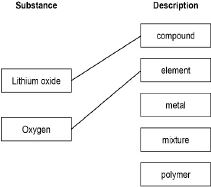 Substance Description
compound
element
Lithium oxide
metal
Oxygen
mixture
polymer